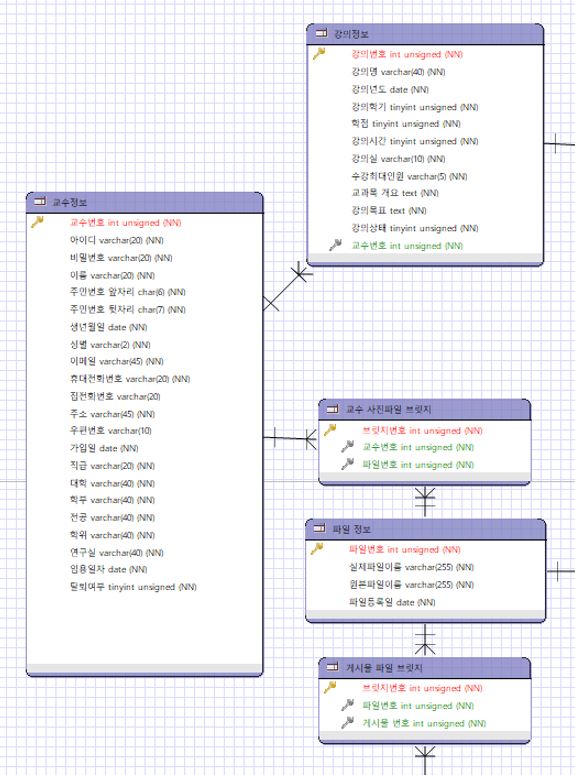 강의정보
강의번호 int unsigned (NN)
강의명 varchar(40) (NN)
강의년도 date (NN)
강의학기 tinyint unsigned (NN)
학점 tinyint unsigned (NN)
강의시간 tinyint unsigned (NN)
강의실 varchar(10) (NN)
수강최대인원 varchar(5) (NN)
교과목 개요 text (NN)
강의목표 text (NN)
강의상태 tinyint unsigned (NN)
교수번호 int unsigned (NN)
교수정보
교수번호 int unsigned (NN)
아이디 varchar(20) (NN)
비밀번호 varchar(20) (NN)
이름 varchar(20) (NN)
주민번호 앞자리 char(6) (NN)
주민번호 뒷자리 char(7) (NN)
생년월일 date (NN)
성별 varchar(2) (NN)
이메일 varchar(45) (NN)
휴대전화번호 varchar(20) (NN)
집전화번호 varchar(20)
주소 varchar(45) (NN)
우편번호 varchar(10)
가입일 date (NN)
직급 varchar(20) (NN)
대학 varchar(40) (NN)
학부 varchar(40) (NN)
전공 varchar(40) (NN)
학위 varchar(40) (NN)
연구실 varchar(40) (NN)
임용일자 date (NN)
탈퇴여부 tinyint unsigned (NN)
교수 사진파일 브릿지
브릿지번호 int unsigned (NN)
교수번호 int unsigned (NN)
파일번호 int unsigned (NN)
파일 정보
파일번호 int unsigned (NN)
실제파일이름 varchar(255) (NN)
원본파일이름 varchar(255) (NN)
파일등록일 date (NN)
게시물 파일 브릿지
브릿지번호 int unsigned (NN)
파일번호 int unsigned (NN)
게시물 번호 int unsigned (NN)